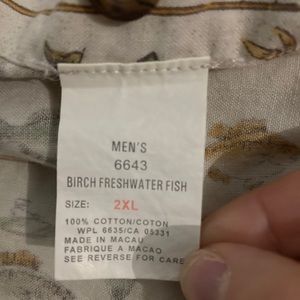 MEN'S
6643
BIRCH FRESHWATER FISH
SIZE: 2XL
100% COTTON/COTON
WPL 6635/CA 05331
MADE IN MACAU
FABRIQUE A MACAO
SEE REVERSE FOR CARE